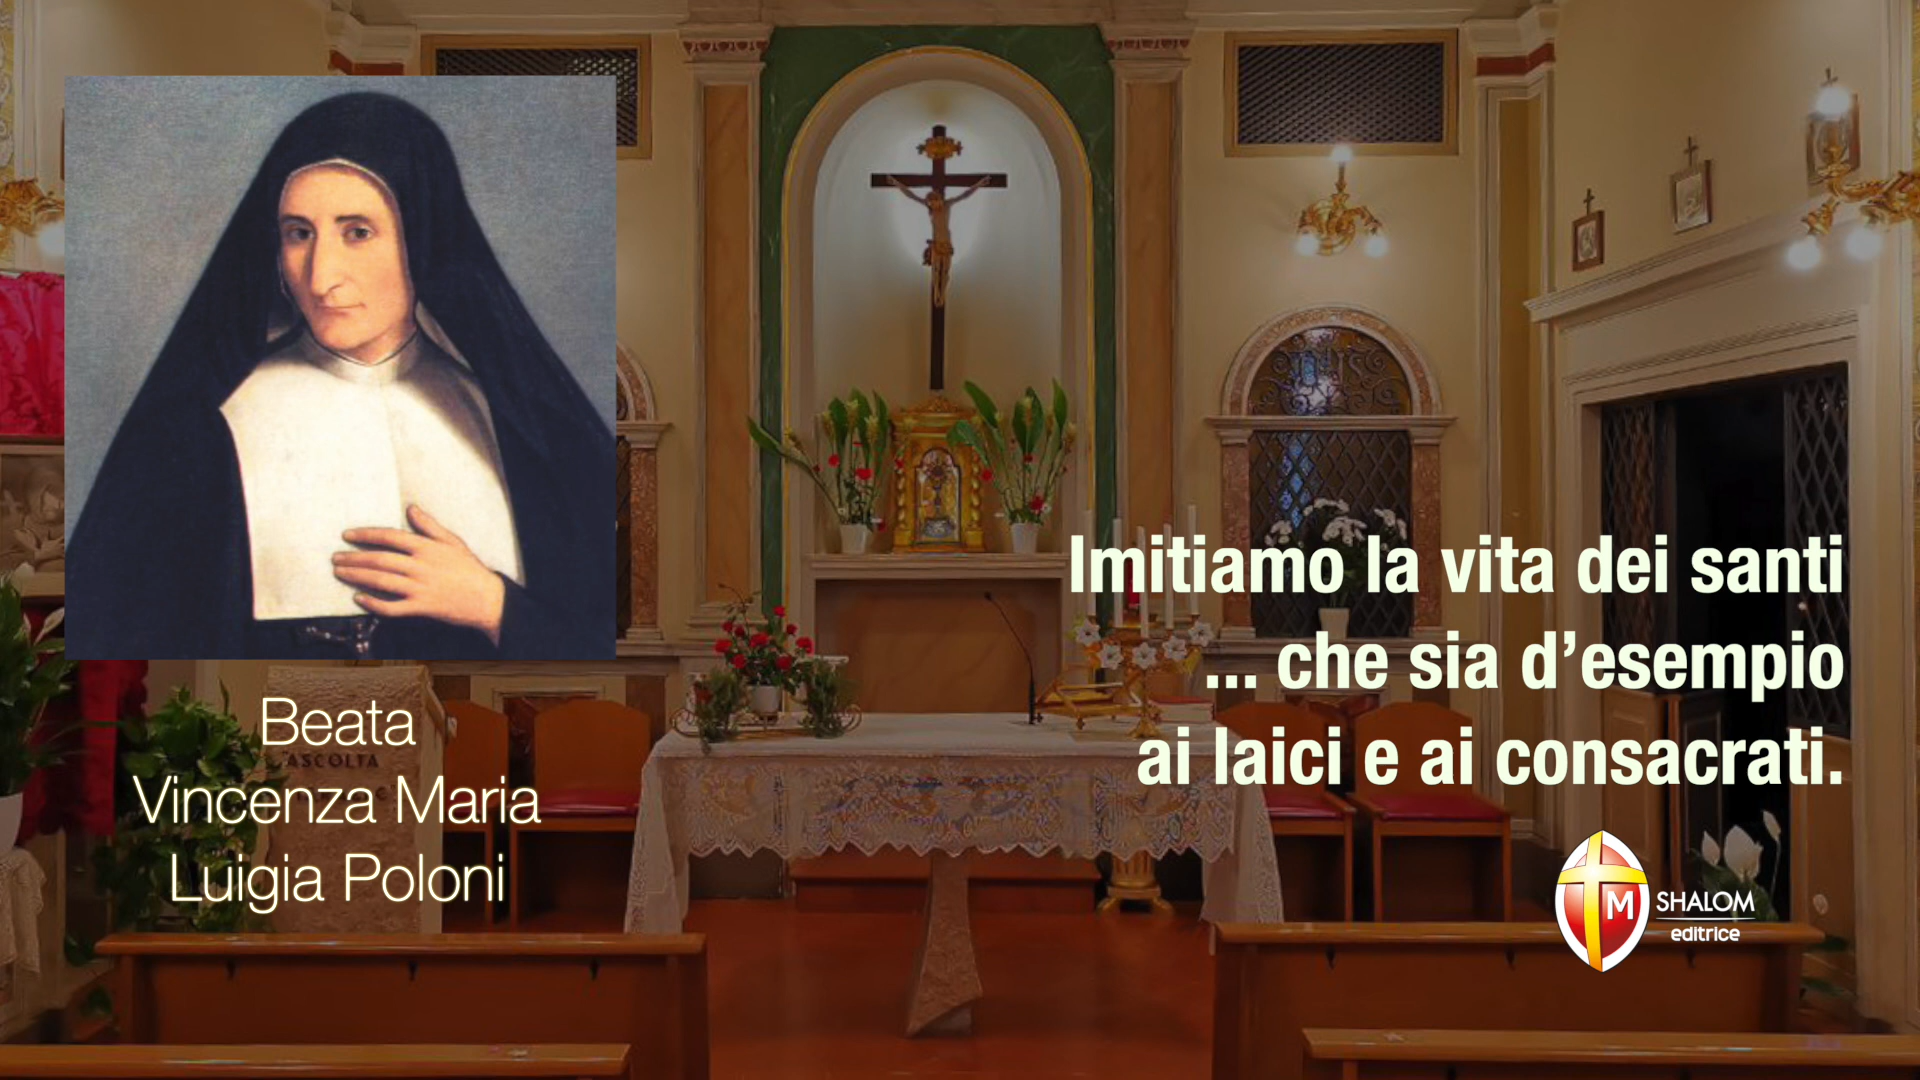 Beata
Vincenza Maria
Luigia Poloni
ASCOLTA
Imitiamo la vita dei santi
... che sia d’esempio
ai laici e ai consacrati.
M
SHALOM
editrice